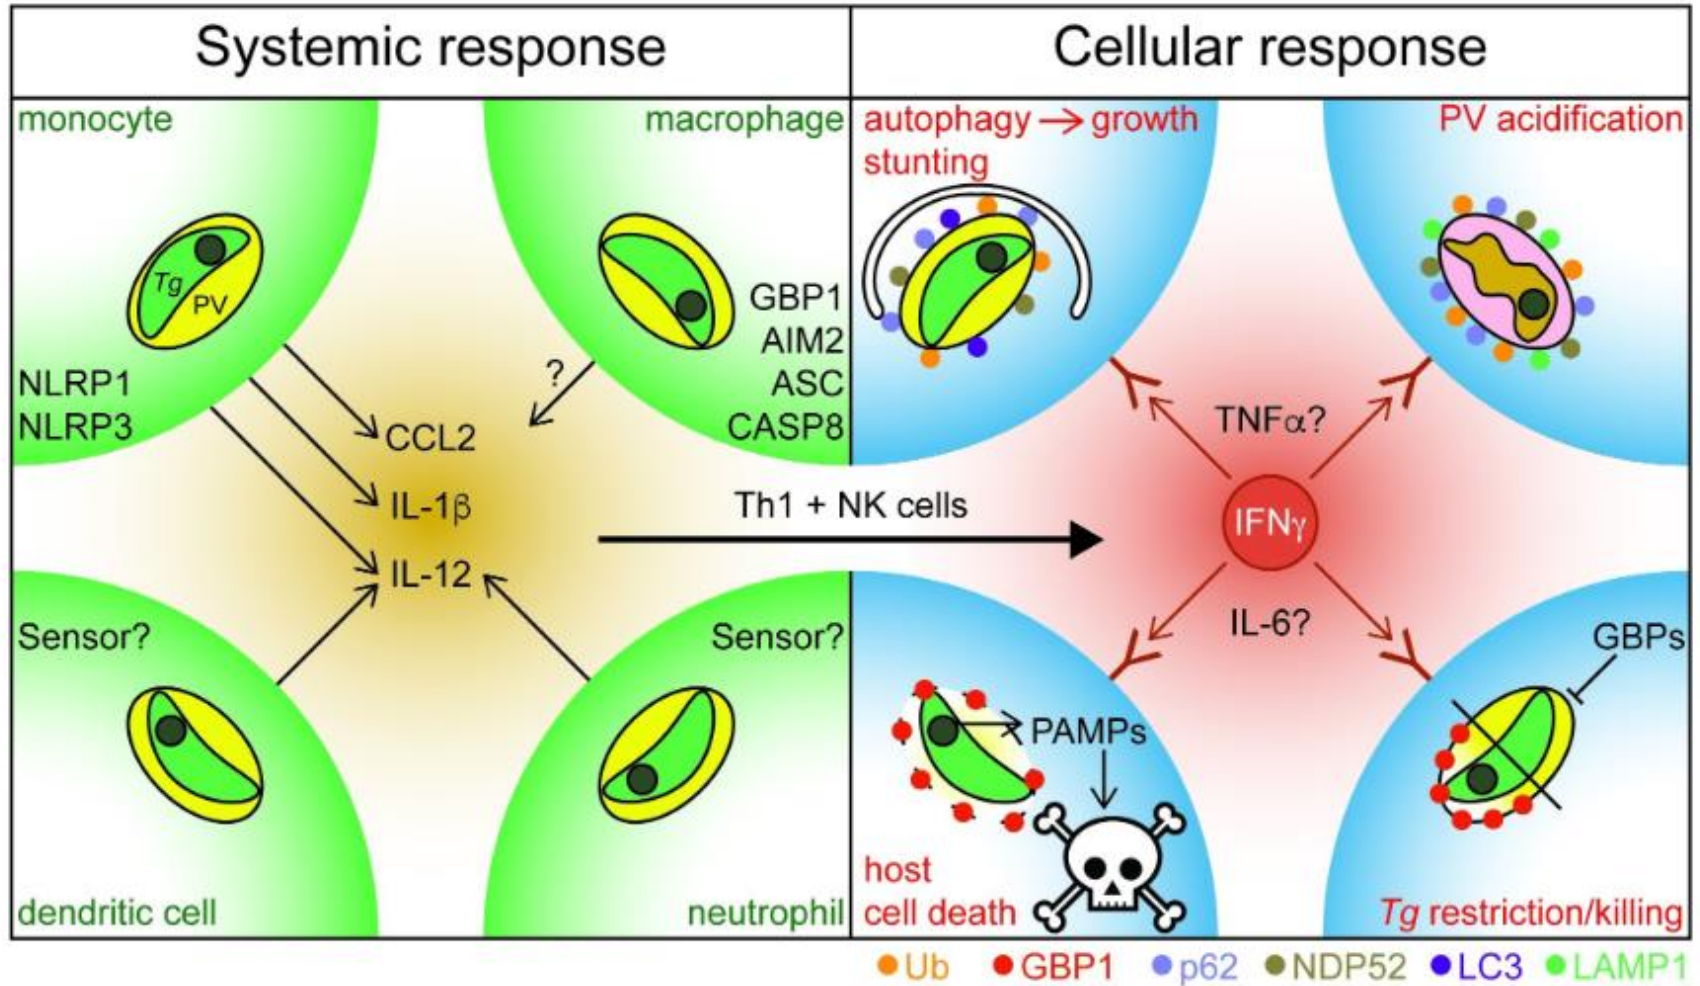 Systemic response
Cellular response
monocyte
macrophage
Tg
PV
NLRP1
NLRP3
GBP1
AIM2
ASC
CASP8
?
CCL2
IL-1β
IL-12
Th1 + NK cells
Sensor?
Sensor?
dendritic cell
neutrophil
autophagy → growth
stunting
PV acidification
TNFα?
IFNγ
IL-6?
GBPs
PAMPs
host
cell death
Tg restriction/killing
Ub GBP1 p62 NDP52 LC3 LAMP1